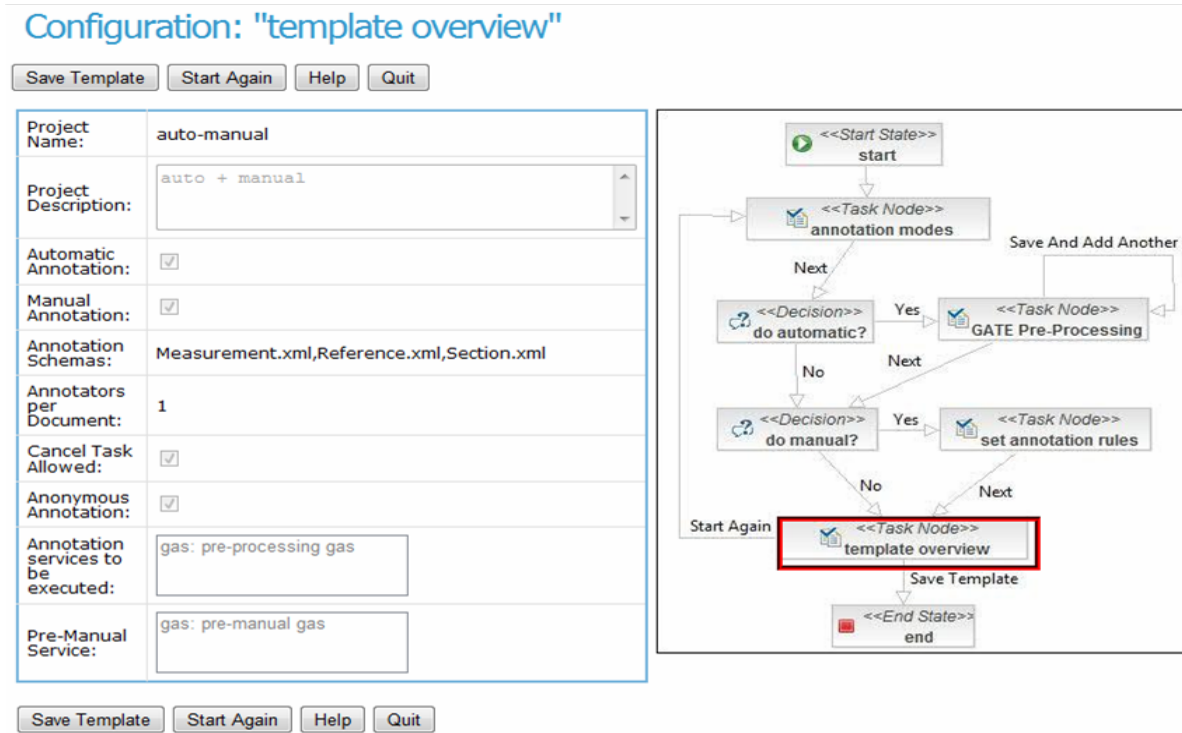 Configuration: "template overview"
Save Template Start Again Help Quit
Project
Name:
auto-manual
Project
Description:
auto + manual
Automatic
Annotation:
Manual
Annotation:
Annotation
Schemas:
Measurement.xml,Reference.xml,Section.xml
Annotators
per
Document:
1
Cancel Task
Allowed:
Anonymous
Annotation:
Annotation
services to
be
executed:
gas: pre-processing gas
Pre-Manual
Service:
gas: pre-manual gas
Save Template Start Again Help Quit
<<Start State>>
start
<<Task Node>>
annotation modes
Save And Add Another
Next
<<Decision>>
do automatic?
Yes
<<Task Node>>
GATE Pre-Processing
No
Next
<<Decision>>
do manual?
Yes
<<Task Node>>
set annotation rules
No
Next
Start Again
<<Task Node>>
template overview
Save Template
<<End State>>
end